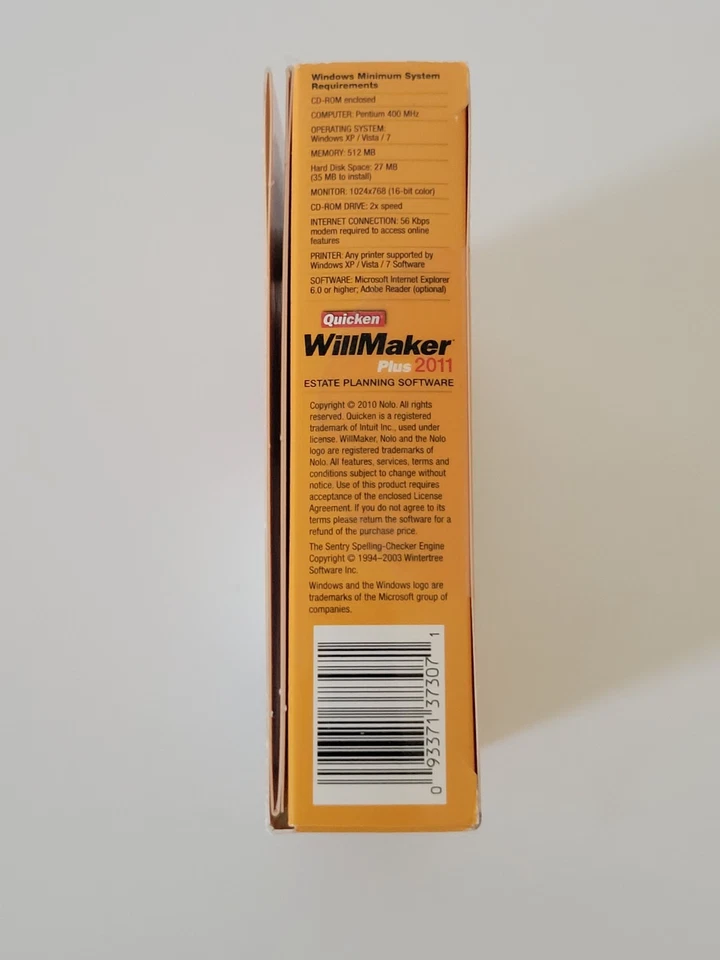 Windows Minimum System
Requirements
CD-ROM enclosed
COMPUTER: Pentium 400 MHz
OPERATING SYSTEM:
Windows XP / Vista / 7
MEMORY: 512 MB
Hard Disk Space: 27 MB
(35 MB to install)
MONITOR: 1024x768 (16-bit color)
CD-ROM DRIVE: 2x speed
INTERNET CONNECTION: 56 Kbps
modem required to access online
features
PRINTER: Any printer supported by
Windows XP / Vista / 7 Software
SOFTWARE: Microsoft Internet Explorer
6.0 or higher; Adobe Reader (optional)
Quicken
WillMaker
Plus 2011
ESTATE PLANNING SOFTWARE
Copyright © 2010 Nolo. All rights
reserved. Quicken is a registered
trademark of Intuit Inc., used under
license. WillMaker, Nolo and the Nolo
logo are registered trademarks of
Nolo. All features, services, terms and
conditions subject to change without
notice. Use of this product requires
acceptance of the enclosed License
Agreement. If you do not agree to its
terms please return the software for a
refund of the purchase price.
The Sentry Spelling-Checker Engine
Copyright © 1994–2003 Wintertree
Software Inc.
Windows and the Windows logo are
trademarks of the Microsoft group of
companies.
0 93371 37307 1